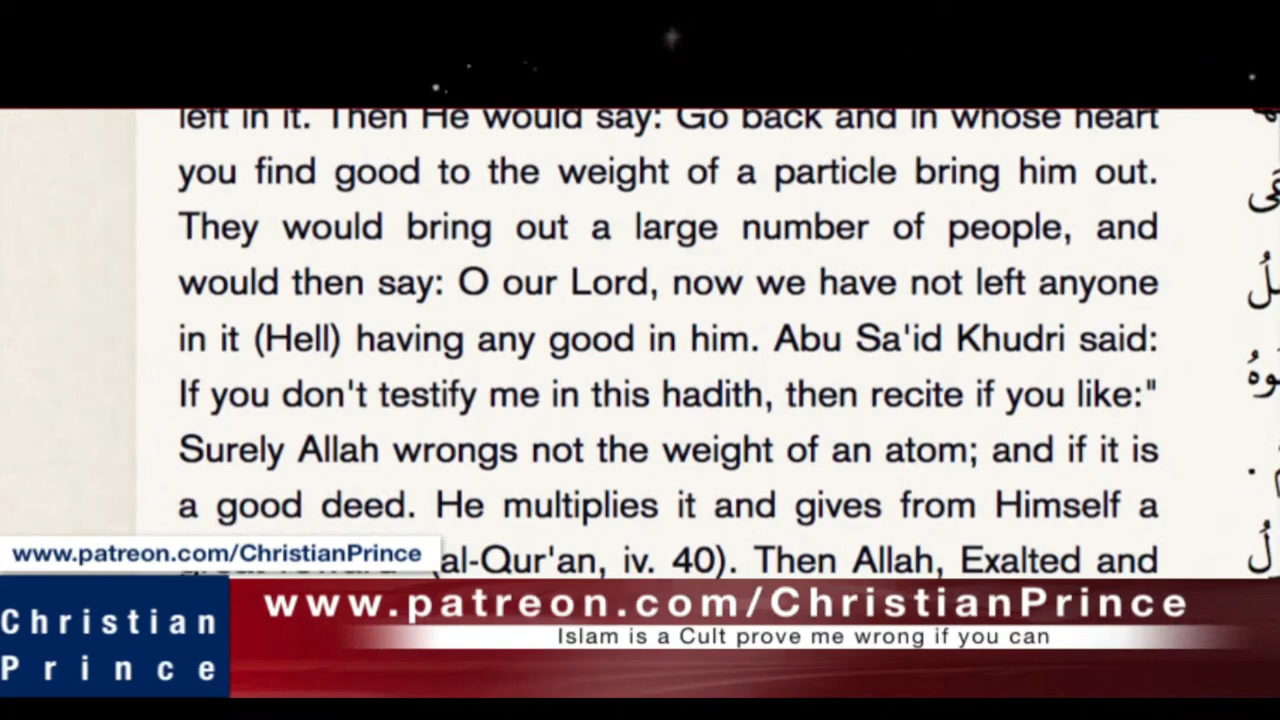 left in it. Then He would say: Go back and in whose heart
you find good to the weight of a particle bring him out.
They would bring out a large number of people, and
would then say: O our Lord, now we have not left anyone
in it (Hell) having any good in him. Abu Sa'id Khudri said:
If you don't testify me in this hadith, then recite if you like:"
Surely Allah wrongs not the weight of an atom; and if it is
a good deed. He multiplies it and gives from Himself a
(al-Qur'an, iv. 40). Then Allah, Exalted and
www.patreon.com/ChristianPrince
Christian
Prince
www.patreon.com/ChristianPrince
Islam is a Cult prove me wrong if you can